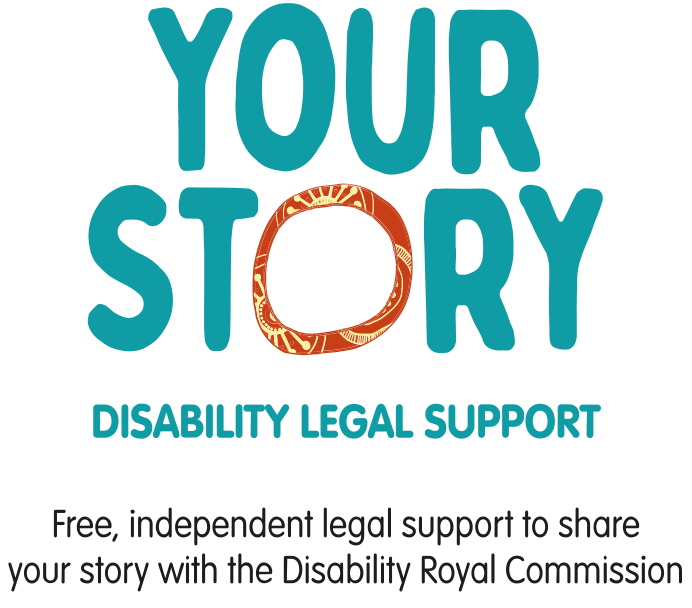 YOUR
STORY
DISABILITY LEGAL SUPPORT
Free, independent legal support to share
your story with the Disability Royal Commission